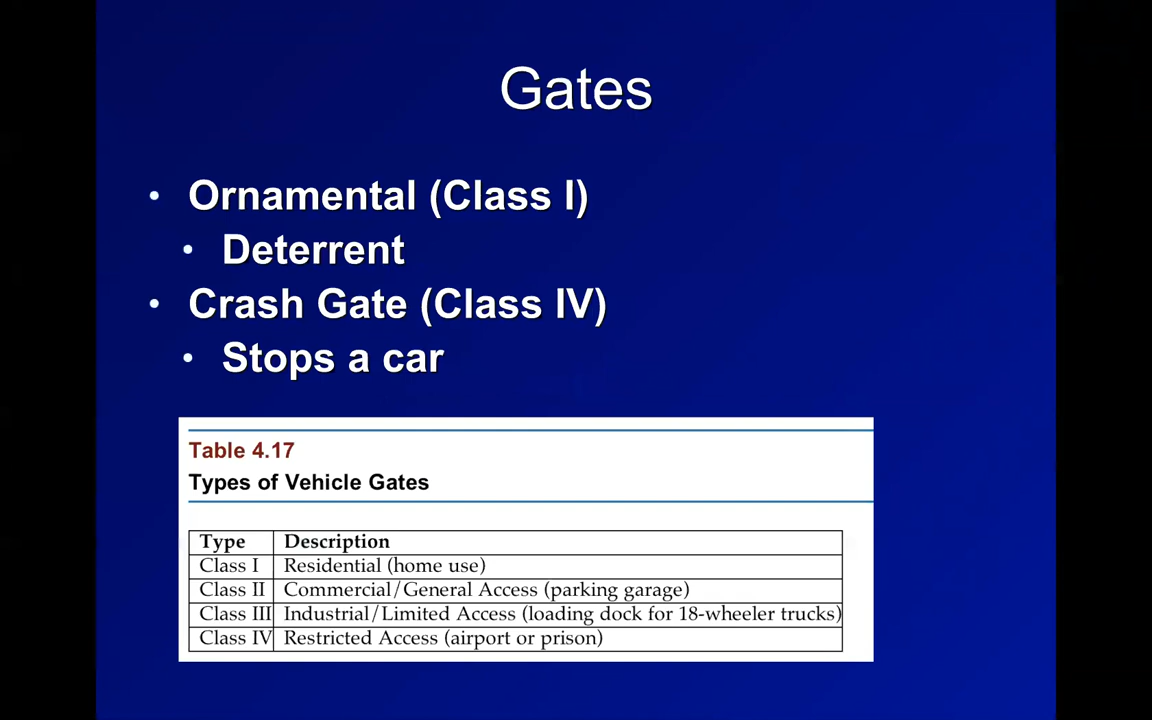 Gates
• Ornamental (Class I)
• Deterrent
• Crash Gate (Class IV)
• Stops a car
Table 4.17
Types of Vehicle Gates
Type Description
Class I Residential (home use)
Class II Commercial/General Access (parking garage)
Class III Industrial/Limited Access (loading dock for 18-wheeler trucks)
Class IV Restricted Access (airport or prison)